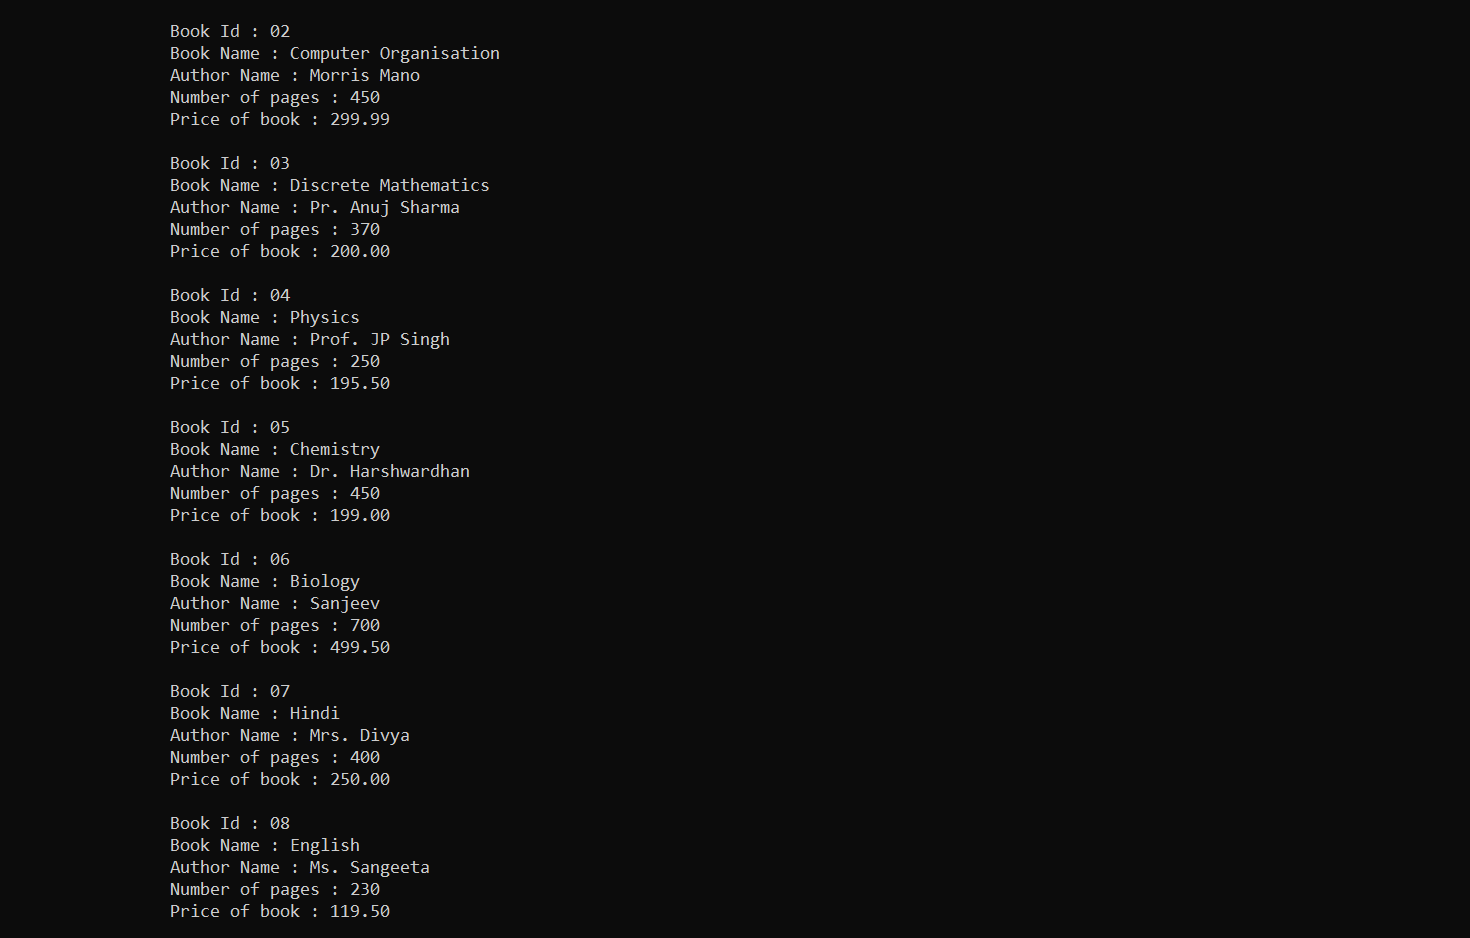 Book Id : 02
Book Name : Computer Organisation
Author Name : Morris Mano
Number of pages : 450
Price of book : 299.99
Book Id : 03
Book Name : Discrete Mathematics
Author Name : Pr. Anuj Sharma
Number of pages : 370
Price of book : 200.00
Book Id : 04
Book Name : Physics
Author Name : Prof. JP Singh
Number of pages : 250
Price of book : 195.50
Book Id : 05
Book Name : Chemistry
Author Name : Dr. Harshwardhan
Number of pages : 450
Price of book : 199.00
Book Id : 06
Book Name : Biology
Author Name : Sanjeev
Number of pages : 700
Price of book : 499.50
Book Id : 07
Book Name : Hindi
Author Name : Mrs. Divya
Number of pages : 400
Price of book : 250.00
Book Id : 08
Book Name : English
Author Name : Ms. Sangeeta
Number of pages : 230
Price of book : 119.50